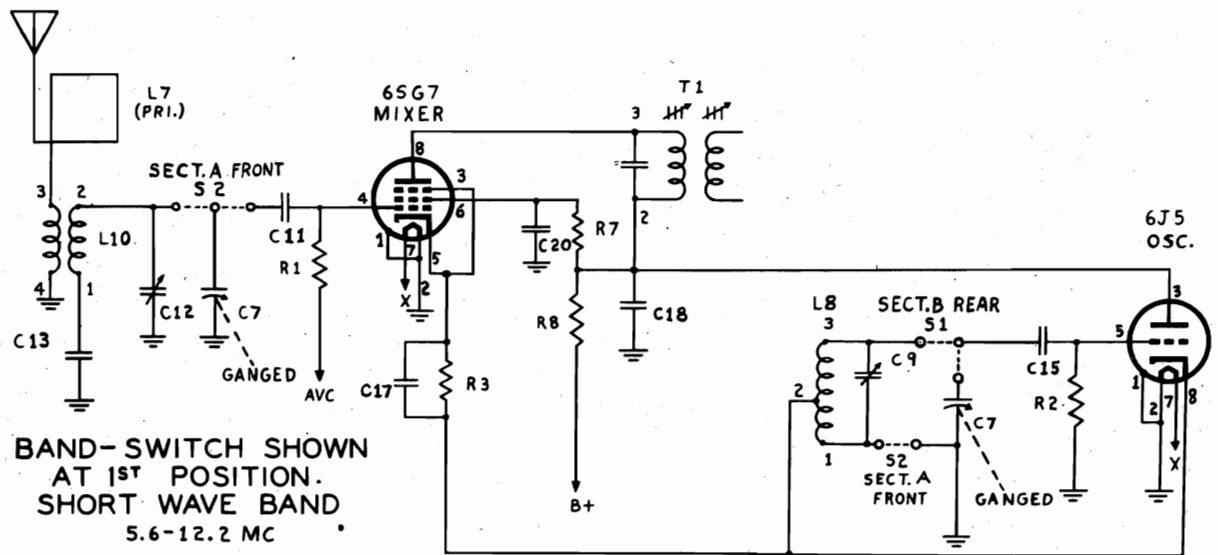 L7
(PRI.)
6SG7
MIXER
T1
3
8
SECT. A FRONT
S2
3
2
4
3
6
L10
C11
1
7
5
C20
R7
2
6J5
OSC.
R1
4
1
X
2
C12
C7
R8
C18
L8
SECT. B REAR
S1
3
3
C13
GANGED
C9
C15
5
C17
R3
AVC
2
R2
1
2
7
8
C7
X
1
S2
SECT. A
FRONT
GANGED
B+
BAND-SWITCH SHOWN
AT 1ST POSITION.
SHORT WAVE BAND
5.6-12.2 MC